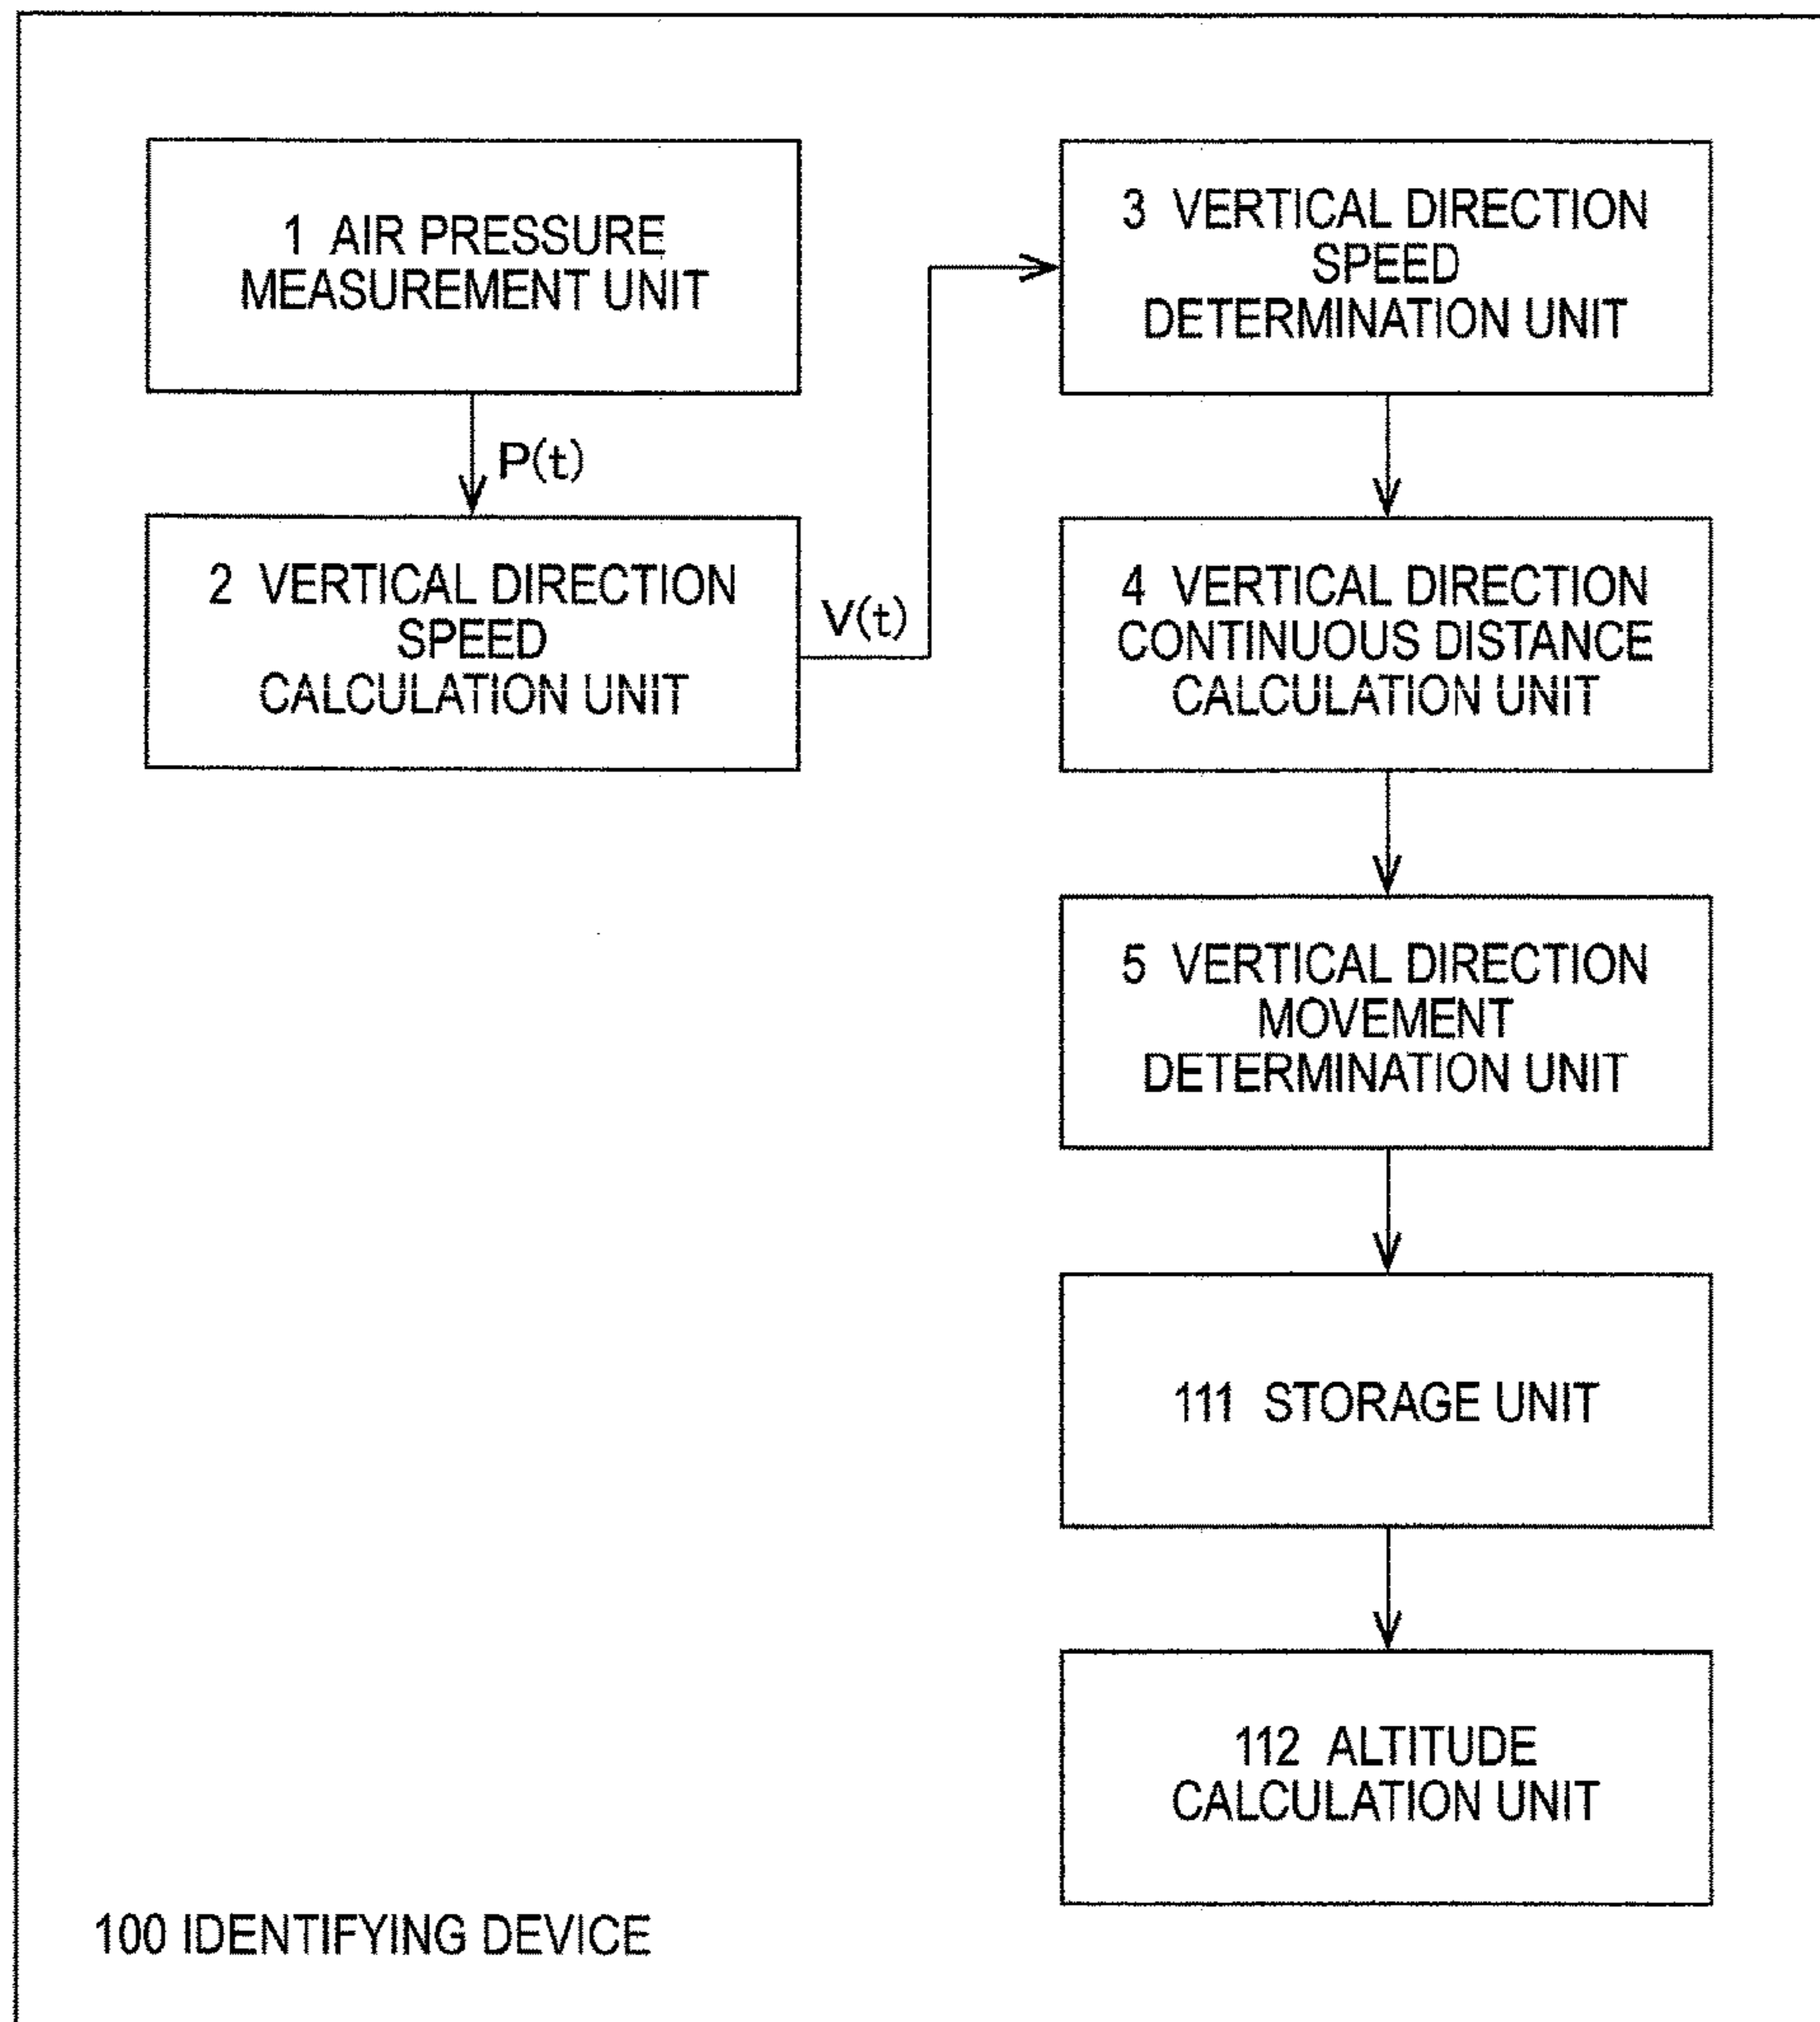 1 AIR PRESSURE
MEASUREMENT UNIT
P(t)
2 VERTICAL DIRECTION
SPEED
CALCULATION UNIT
V(t)
3 VERTICAL DIRECTION
SPEED
DETERMINATION UNIT
4 VERTICAL DIRECTION
CONTINUOUS DISTANCE
CALCULATION UNIT
5 VERTICAL DIRECTION
MOVEMENT
DETERMINATION UNIT
111 STORAGE UNIT
112 ALTITUDE
CALCULATION UNIT
100 IDENTIFYING DEVICE